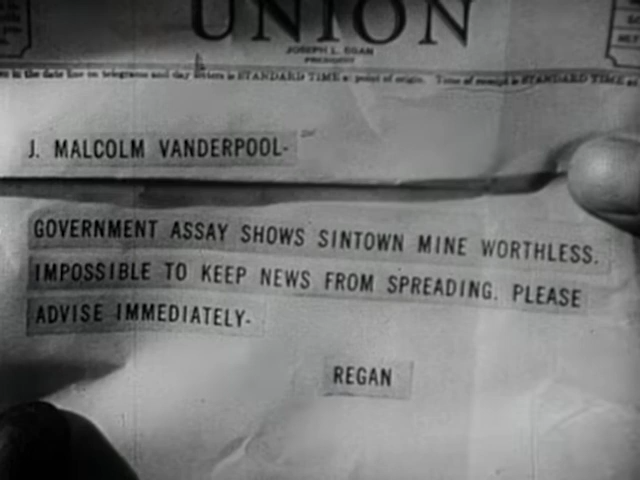 UNION
JOSEPH L. EGAN
PRESIDENT
in the date line on telegrams and day letters is STANDARD TIME at point of origin. Time of receipt is STANDARD TIME at
J. MALCOLM VANDERPOOL-
GOVERNMENT ASSAY SHOWS SINTOWN MINE WORTHLESS.
IMPOSSIBLE TO KEEP NEWS FROM SPREADING. PLEASE
ADVISE IMMEDIATELY-
REGAN